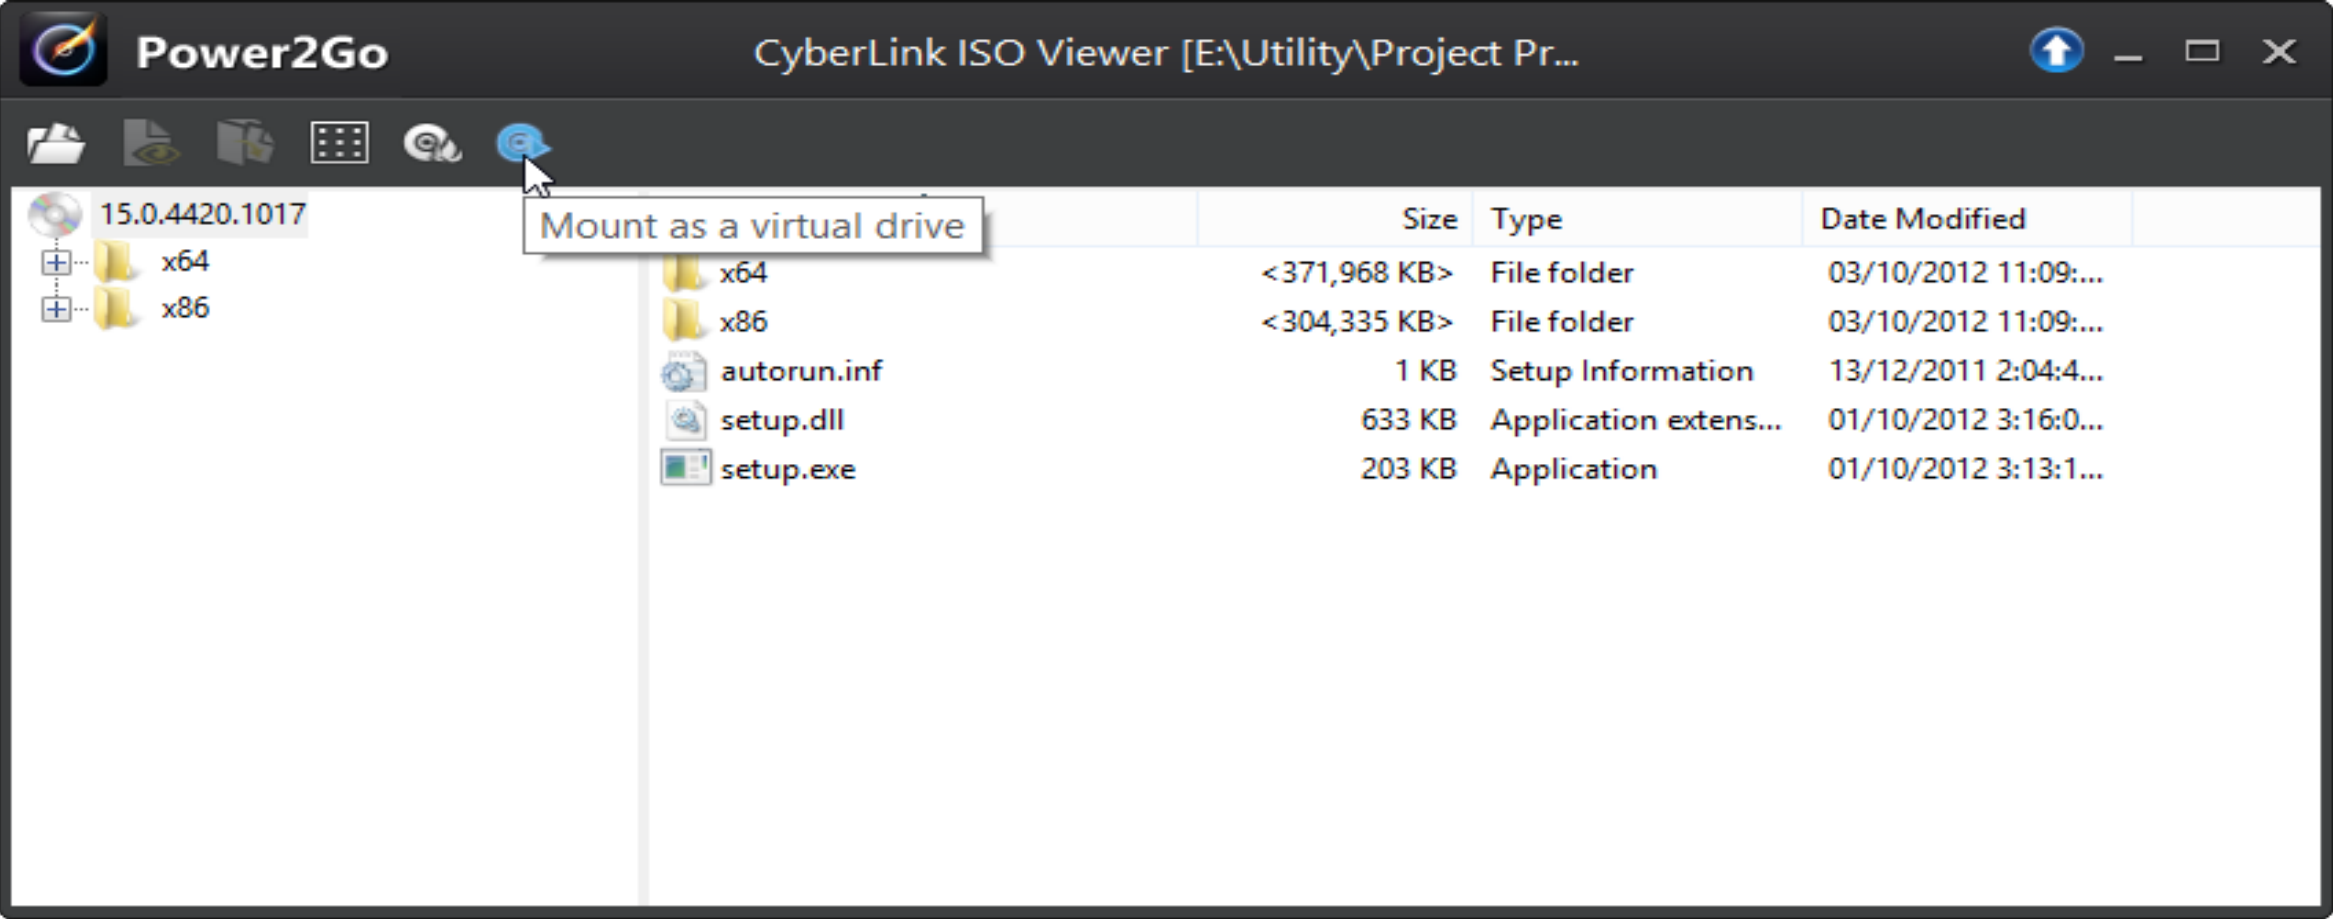 Power2Go CyberLink ISO Viewer [E:\Utility\Project Pr...
15.0.4420.1017
x64
x86
Mount as a virtual drive
Size Type Date Modified
x64 <371,968 KB> File folder 03/10/2012 11:09:...
x86 <304,335 KB> File folder 03/10/2012 11:09:...
autorun.inf 1 KB Setup Information 13/12/2011 2:04:4...
setup.dll 633 KB Application extens... 01/10/2012 3:16:0...
setup.exe 203 KB Application 01/10/2012 3:13:1...